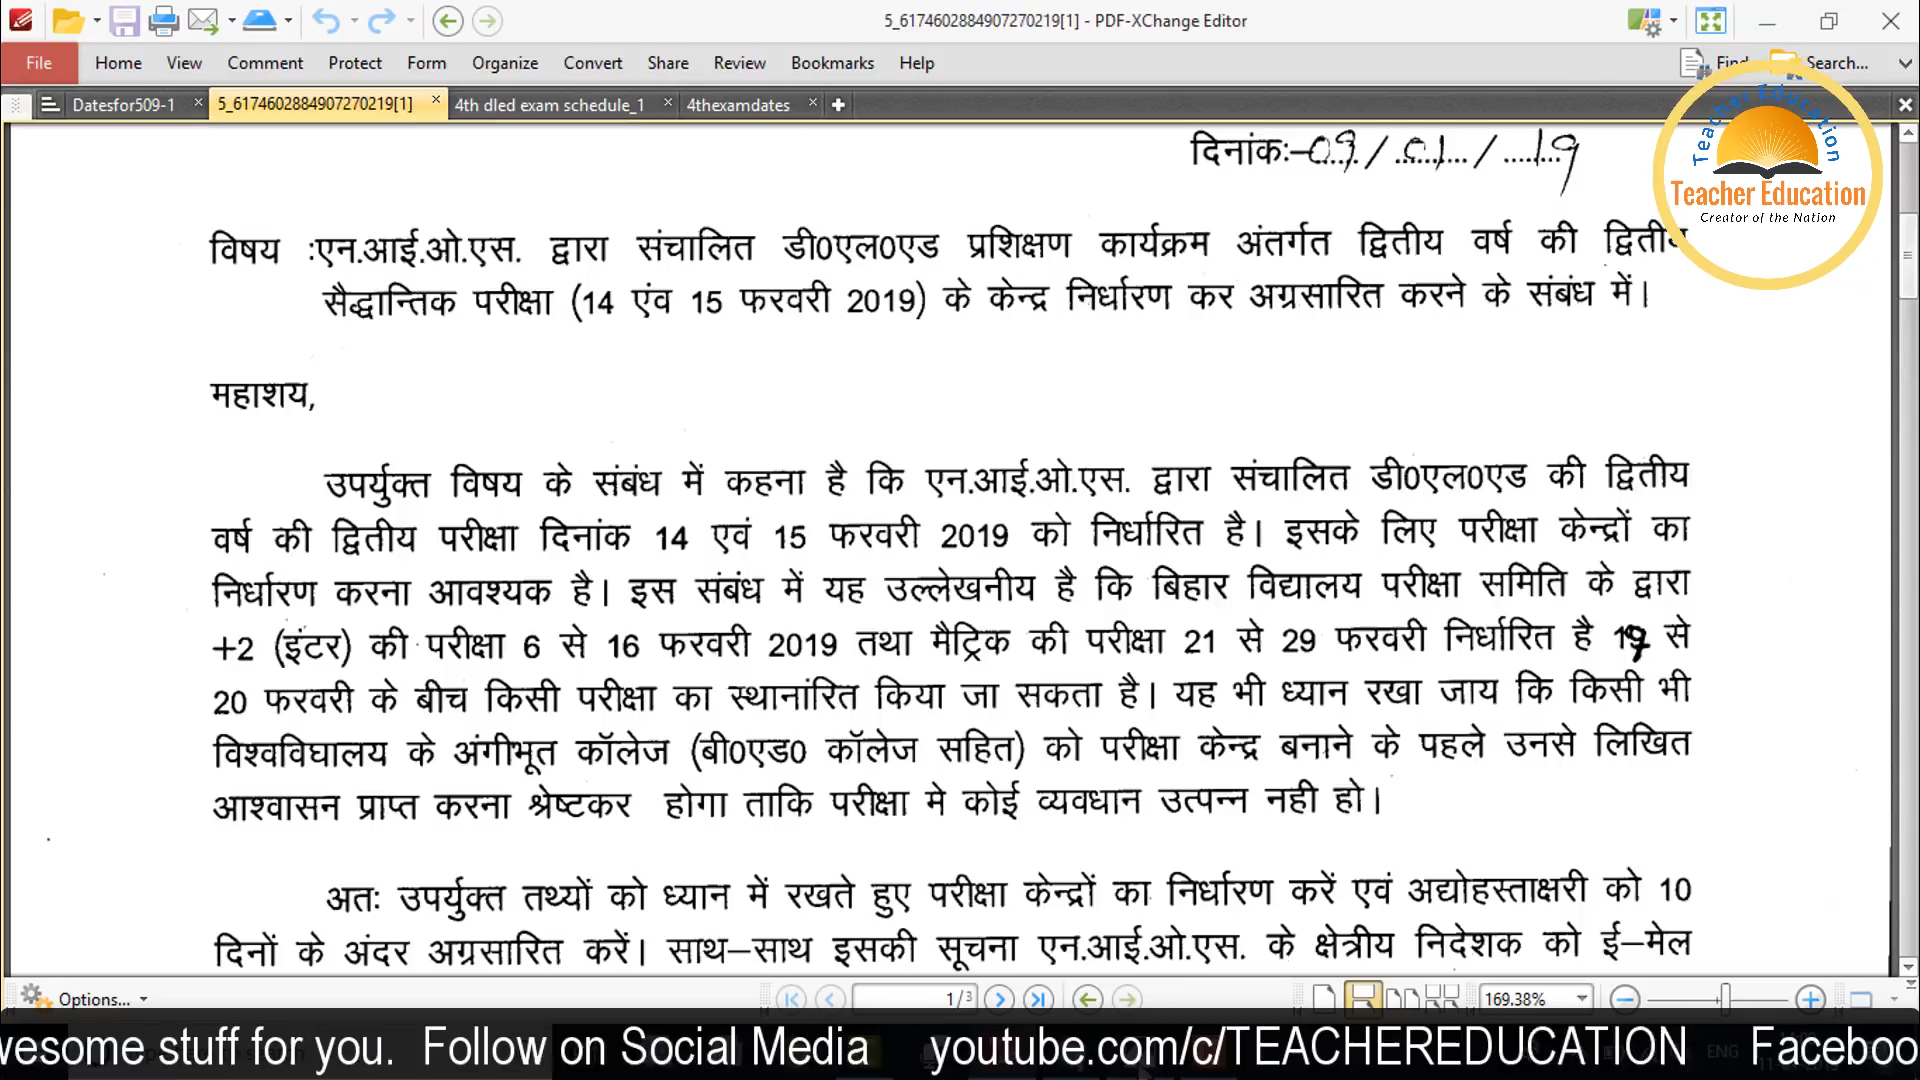 5_6174602884907270219[1] - PDF-XChange Editor
File Home View Comment Protect Form Organize Convert Share Review Bookmarks Help Find Search...
Datesfor509-1 5_6174602884907270219[1] 4th dled exam schedule_1 4thexamdates
Teacher Education
Teacher Education
Creator of the Nation
दिनांकः-09/01/19
विषय :एन.आई.ओ.एस. द्वारा संचालित डी0एल0एड प्रशिक्षण कार्यक्रम अंतर्गत द्वितीय वर्ष की द्वितीय
सैद्धान्तिक परीक्षा (14 एंव 15 फरवरी 2019) के केन्द्र निर्धारण कर अग्रसारित करने के संबंध में।
महाशय,
उपर्युक्त विषय के संबंध में कहना है कि एन.आई.ओ.एस. द्वारा संचालित डी0एल0एड की द्वितीय
वर्ष की द्वितीय परीक्षा दिनांक 14 एवं 15 फरवरी 2019 को निर्धारित है। इसके लिए परीक्षा केन्द्रों का
निर्धारण करना आवश्यक है। इस संबंध में यह उल्लेखनीय है कि बिहार विद्यालय परीक्षा समिति के द्वारा
+2 (इंटर) की परीक्षा 6 से 16 फरवरी 2019 तथा मैट्रिक की परीक्षा 21 से 29 फरवरी निर्धारित है से
20 फरवरी के बीच किसी परीक्षा का स्थानांरित किया जा सकता है। यह भी ध्यान रखा जाय कि किसी भी
विश्वविघालय के अंगीभूत कॉलेज (बी0एड0 कॉलेज सहित) को परीक्षा केन्द्र बनाने के पहले उनसे लिखित
आश्वासन प्राप्त करना श्रेष्टकर होगा ताकि परीक्षा मे कोई व्यवधान उत्पन्न नही हो।
अतः उपर्युक्त तथ्यों को ध्यान में रखते हुए परीक्षा केन्द्रों का निर्धारण करें एवं अद्योहस्ताक्षरी को 10
दिनों के अंदर अग्रसारित करें। साथ-साथ इसकी सूचना एन.आई.ओ.एस. के क्षेत्रीय निदेशक को ई-मेल
Options... 1/3 169.38%
wesome stuff for you. Follow on Social Media youtube.com/c/TEACHEREDUCATION Faceboo
ENG